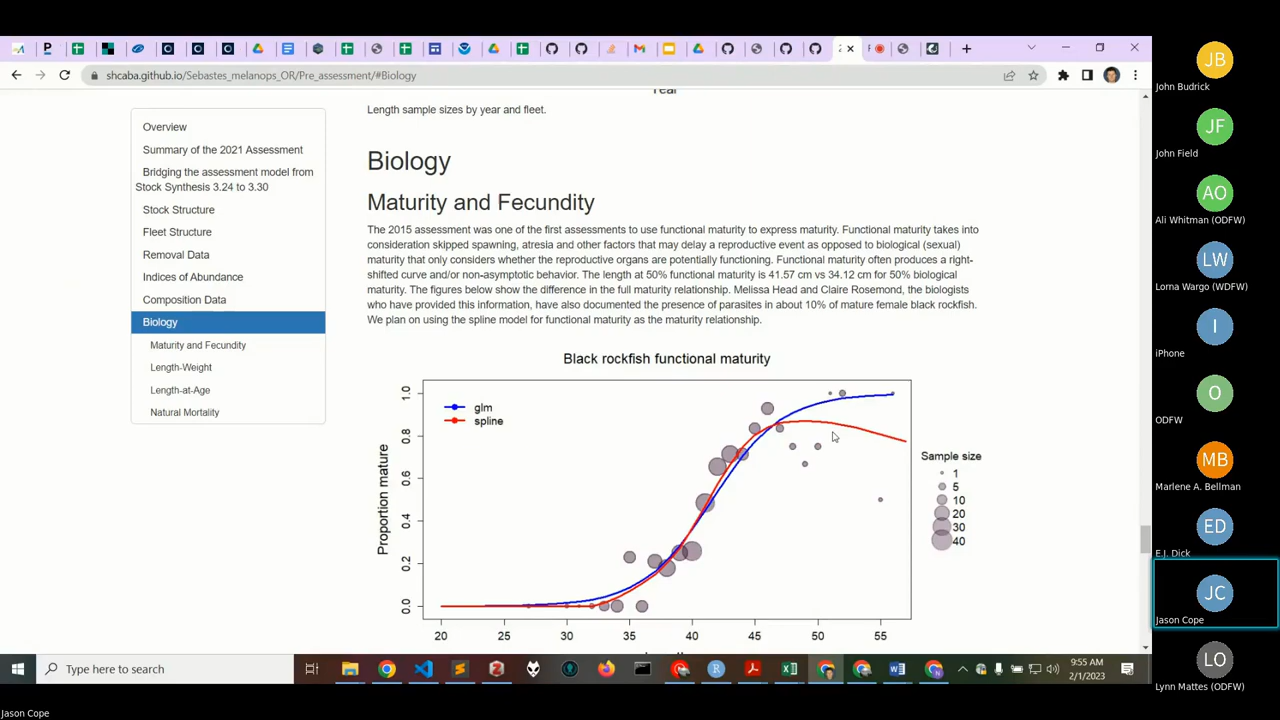 shcaba.github.io/Sebastes_melanops_OR/Pre_assessment/#Biology
Year
Length sample sizes by year and fleet.
Overview
Summary of the 2021 Assessment
Bridging the assessment model from
Stock Synthesis 3.24 to 3.30
Stock Structure
Fleet Structure
Removal Data
Indices of Abundance
Composition Data
Biology
Maturity and Fecundity
Length-Weight
Length-at-Age
Natural Mortality
Biology
Maturity and Fecundity
The 2015 assessment was one of the first assessments to use functional maturity to express maturity. Functional maturity takes into
consideration skipped spawning, atresia and other factors that may delay a reproductive event as opposed to biological (sexual)
maturity that only considers whether the reproductive organs are potentially functioning. Functional maturity often produces a right-
shifted curve and/or non-asymptotic behavior. The length at 50% functional maturity is 41.57 cm vs 34.12 cm for 50% biological
maturity. The figures below show the difference in the full maturity relationship. Melissa Head and Claire Rosemond, the biologists
who have provided this information, have also documented the presence of parasites in about 10% of mature female black rockfish.
We plan on using the spline model for functional maturity as the maturity relationship.
Black rockfish functional maturity
glm
spline
Proportion mature
1.0
0.8
0.6
0.4
0.2
0.0
20 25 30 35 40 45 50 55
Sample size
1
5
10
20
30
40
JB
John Budrick
JF
John Field
AO
Ali Whitman (ODFW)
LW
Lorna Wargo (WDFW)
I
iPhone
O
ODFW
MB
Marlene A. Bellman
ED
E.J. Dick
JC
Jason Cope
LO
Lynn Mattes (ODFW)
Type here to search
9:55 AM
2/1/2023
Jason Cope